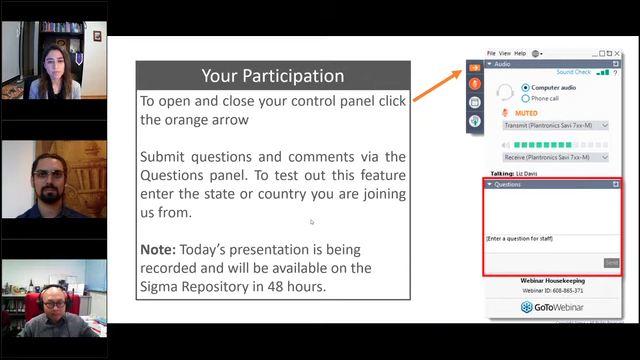 Your Participation
To open and close your control panel click
the orange arrow
Submit questions and comments via the
Questions panel. To test out this feature
enter the state or country you are joining
us from.
Note: Today's presentation is being
recorded and will be available on the
Sigma Repository in 48 hours.
File View Help
Audio
Sound Check
?
Computer audio
Phone call
MUTED
Transmit (Plantronics Savi 7xx-M)
Receive (Plantronics Savi 7xx-M)
Talking: Liz Davis
Questions
[Enter a question for staff]
Send
Webinar Housekeeping
Webinar ID: 608-865-371
GoToWebinar